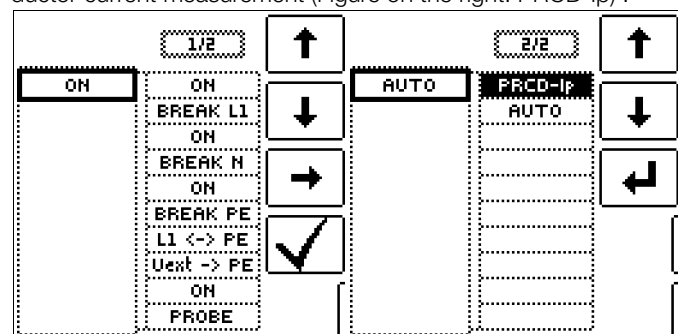 ductor current measurement (Figure on the right: PRCD-Ip) .
1/2
ON
ON
BREAK L1
ON
BREAK N
ON
BREAK PE
L1 <-> PE
Uext -> PE
ON
PROBE
2/2
AUTO
PRCD-Ip
AUTO